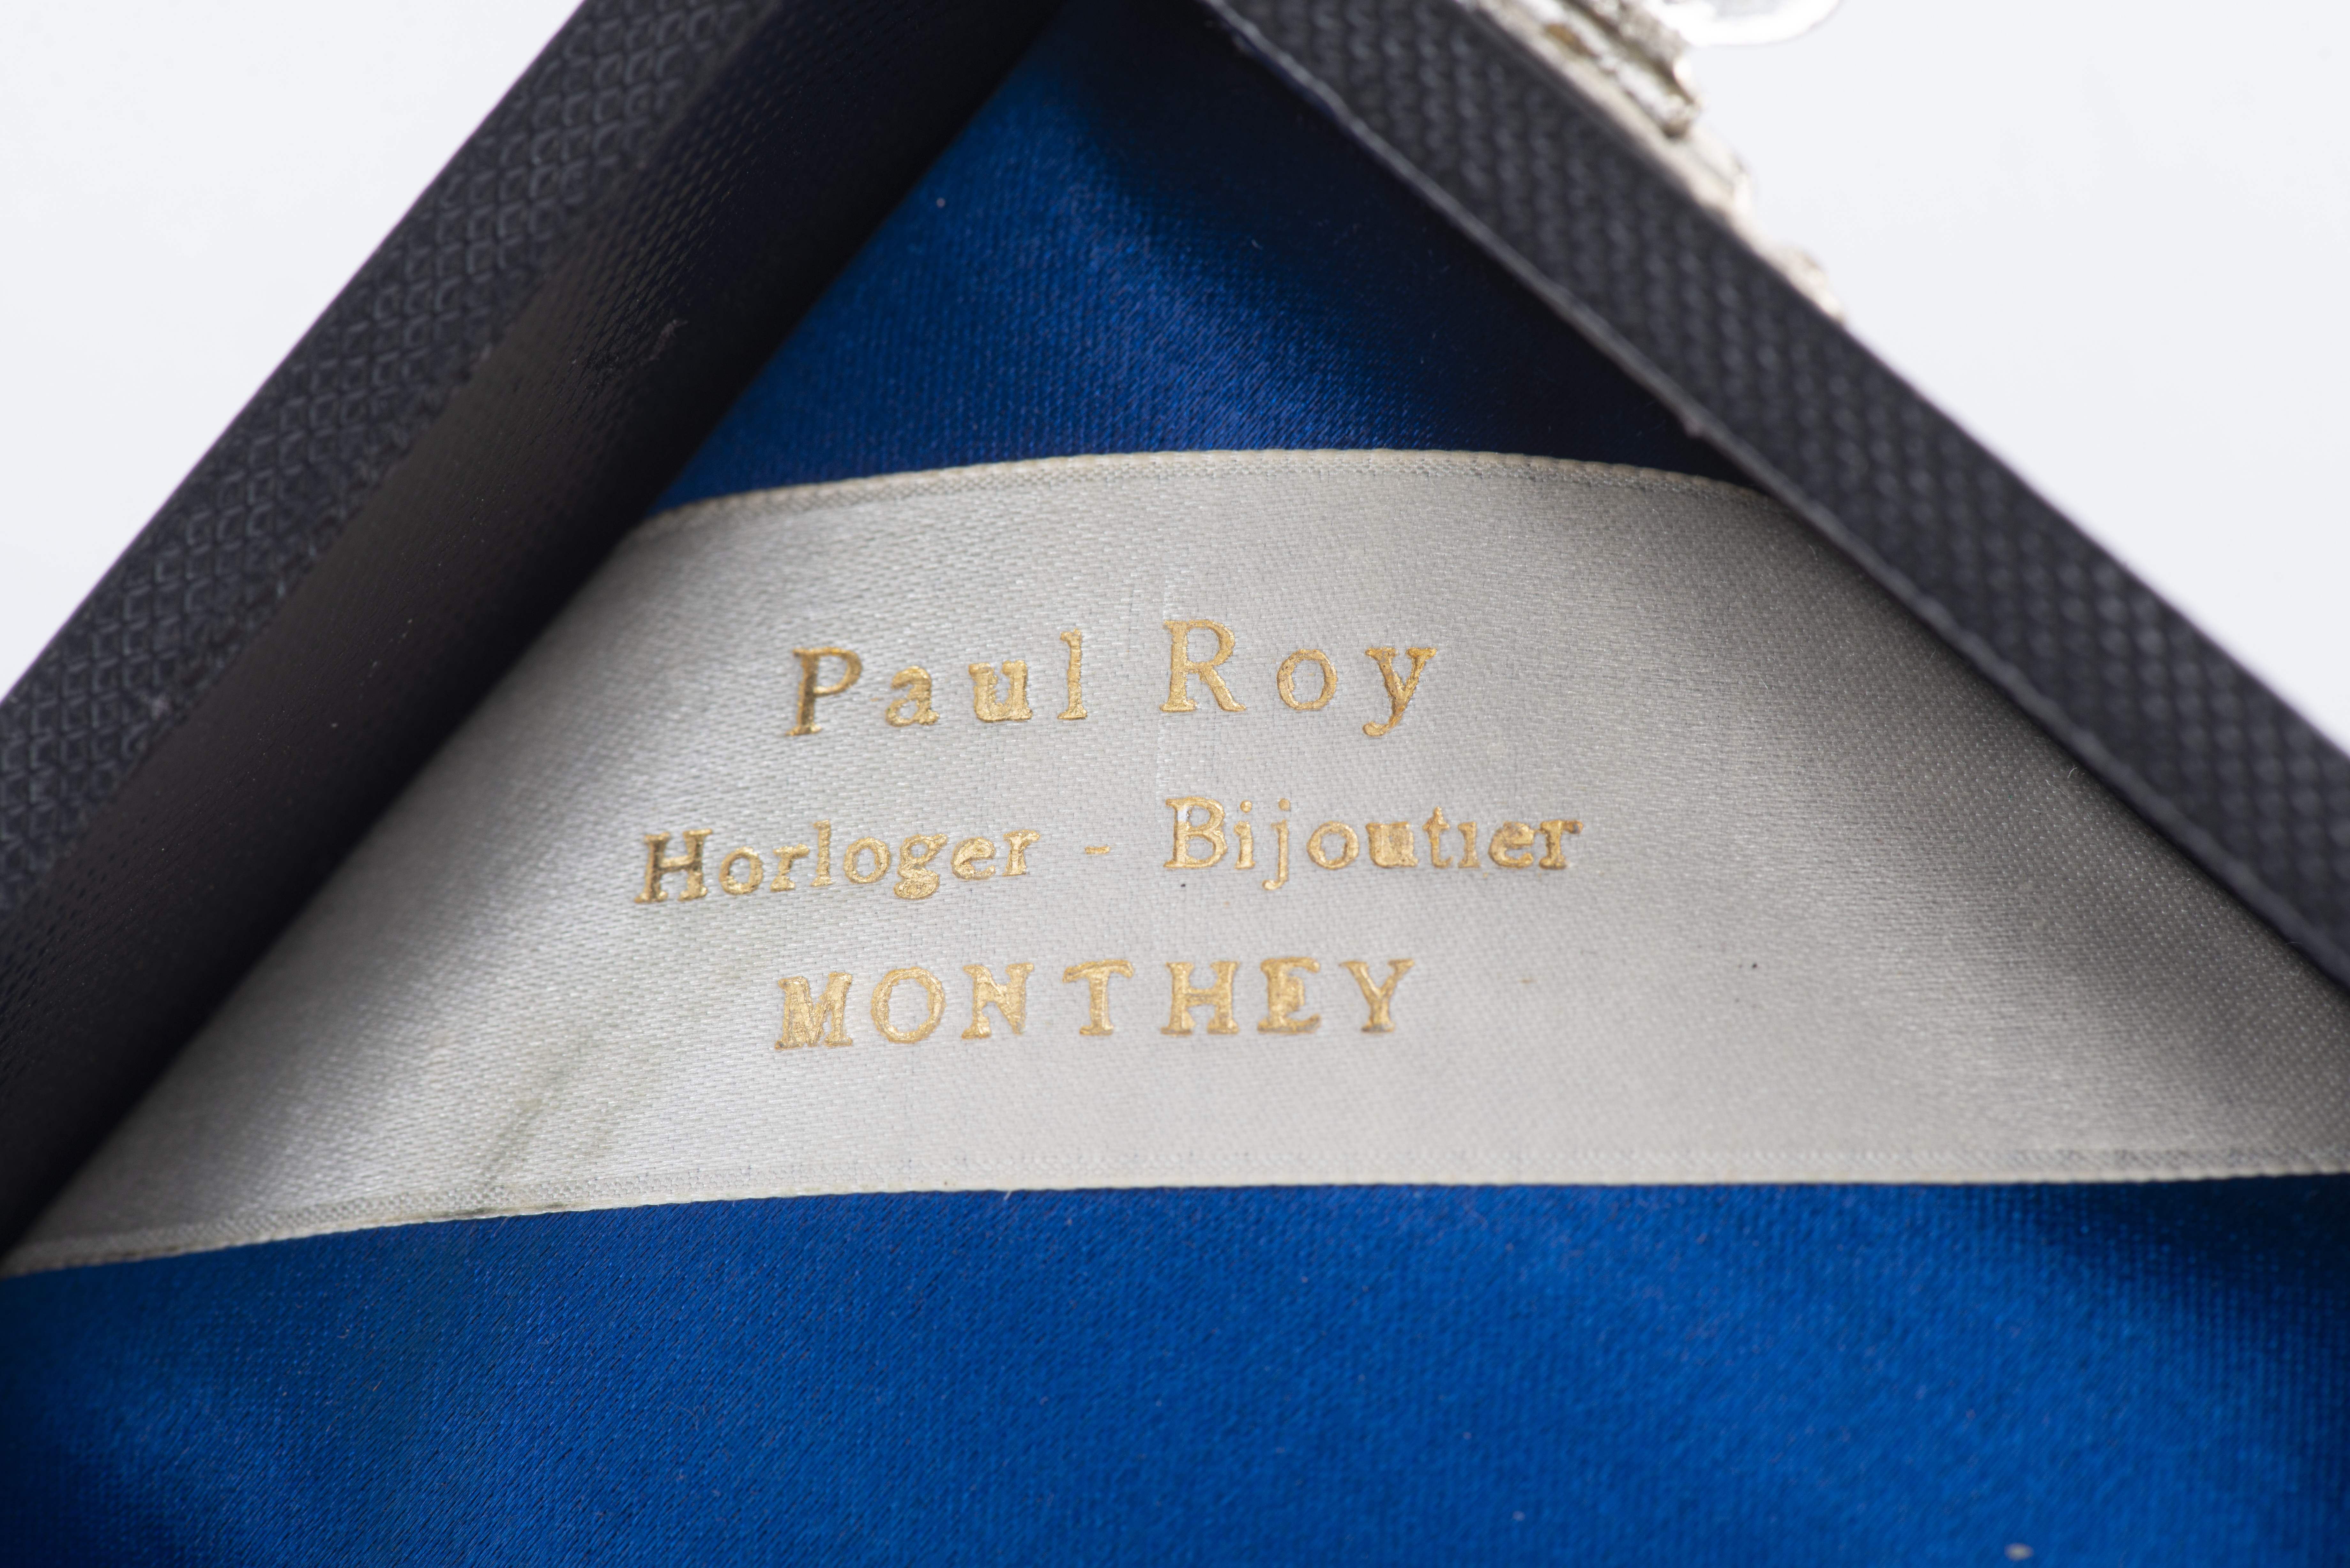 Paul Roy
Horloger - Bijoutier
MONTHEY